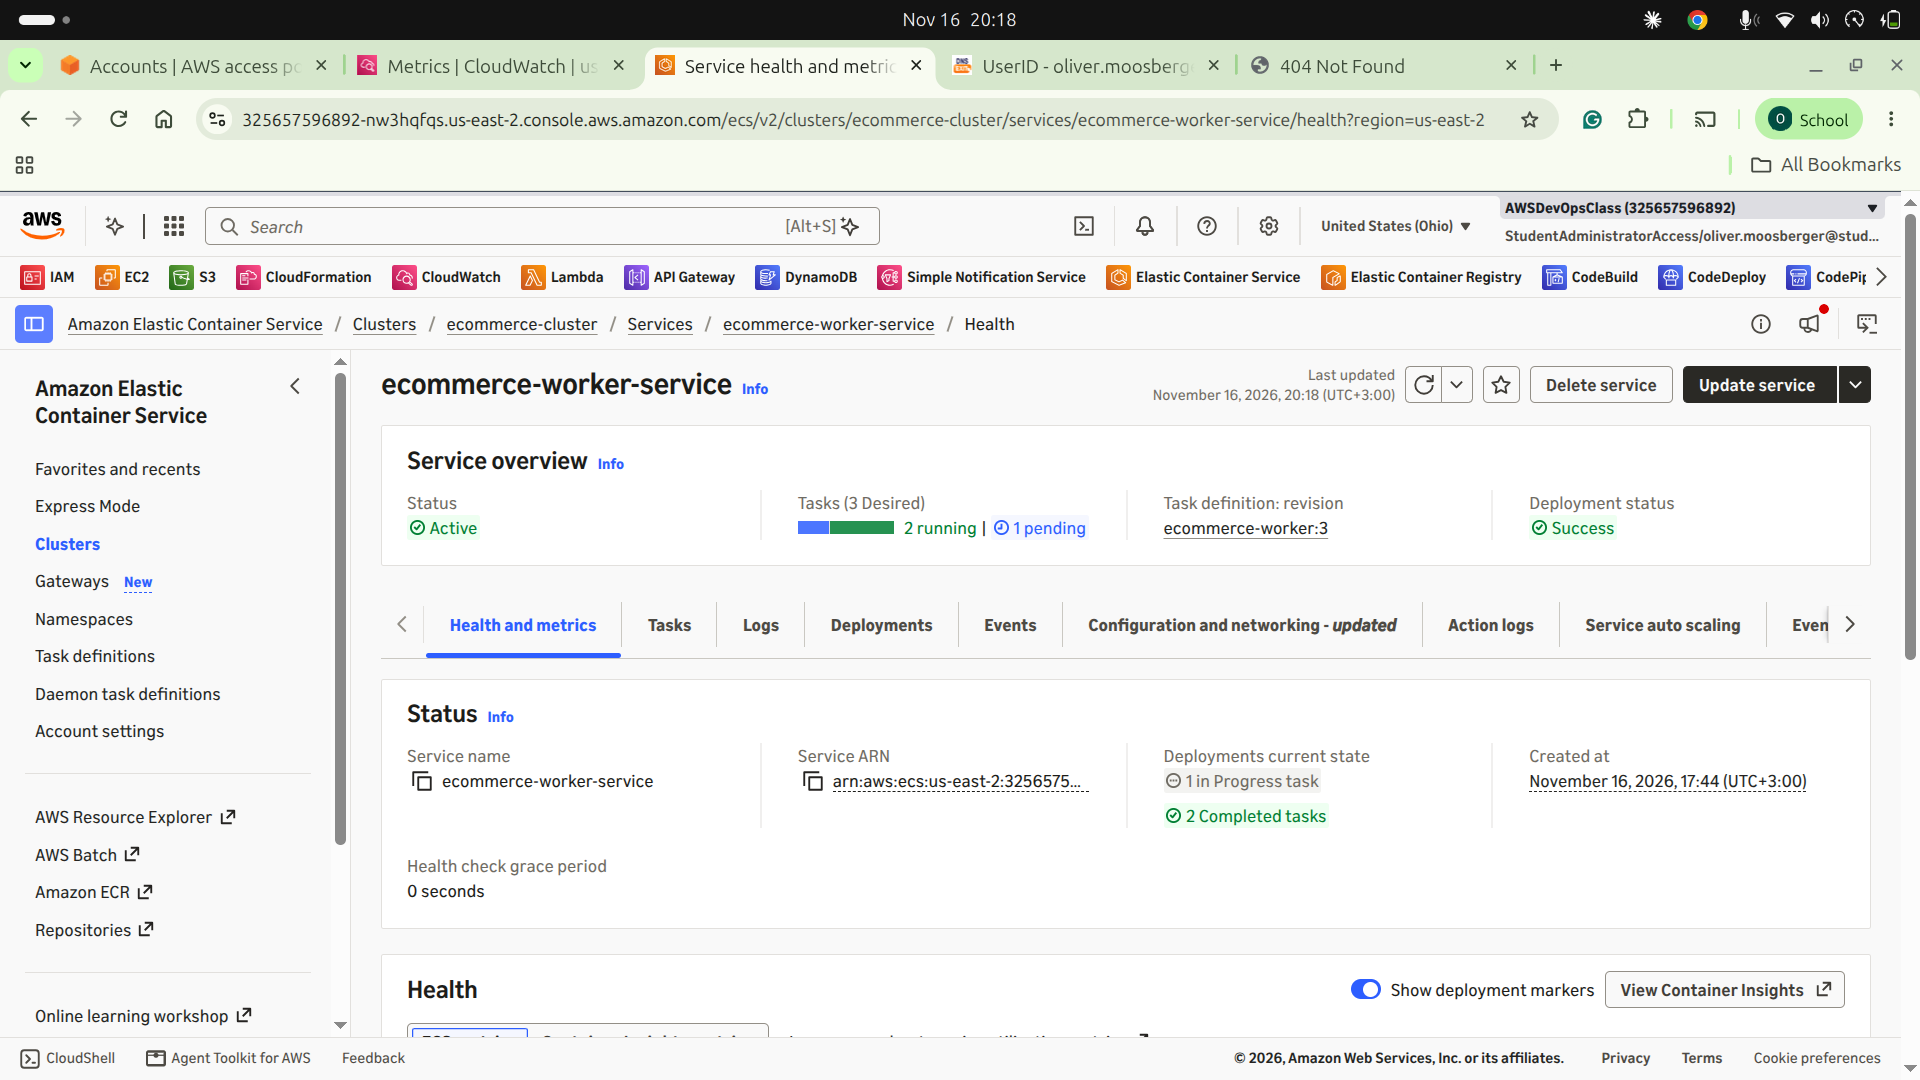 Nov 16 20:18
Accounts | AWS access po
Metrics | CloudWatch | us
Service health and metric
UserID - oliver.moosberge
404 Not Found
325657596892-nw3hqfqs.us-east-2.console.aws.amazon.com/ecs/v2/clusters/ecommerce-cluster/services/ecommerce-worker-service/health?region=us-east-2
O School
All Bookmarks
aws
Search [Alt+S]
United States (Ohio)
AWSDevOpsClass (325657596892)
StudentAdministratorAccess/oliver.moosberger@stud...
IAM EC2 S3 CloudFormation CloudWatch Lambda API Gateway DynamoDB Simple Notification Service Elastic Container Service Elastic Container Registry CodeBuild CodeDeploy CodePip
Amazon Elastic Container Service / Clusters / ecommerce-cluster / Services / ecommerce-worker-service / Health
Amazon Elastic
Container Service
Favorites and recents
Express Mode
Clusters
Gateways New
Namespaces
Task definitions
Daemon task definitions
Account settings
AWS Resource Explorer
AWS Batch
Amazon ECR
Repositories
Online learning workshop
ecommerce-worker-service Info
Last updated
November 16, 2026, 20:18 (UTC+3:00)
Delete service
Update service
Service overview Info
Status
Active
Tasks (3 Desired)
2 running | 1 pending
Task definition: revision
ecommerce-worker:3
Deployment status
Success
Health and metrics Tasks Logs Deployments Events Configuration and networking - updated Action logs Service auto scaling Even
Status Info
Service name
ecommerce-worker-service
Service ARN
arn:aws:ecs:us-east-2:3256575...
Deployments current state
1 in Progress task
2 Completed tasks
Created at
November 16, 2026, 17:44 (UTC+3:00)
Health check grace period
0 seconds
Health
Show deployment markers
View Container Insights
CloudShell
Agent Toolkit for AWS
Feedback
© 2026, Amazon Web Services, Inc. or its affiliates.
Privacy
Terms
Cookie preferences